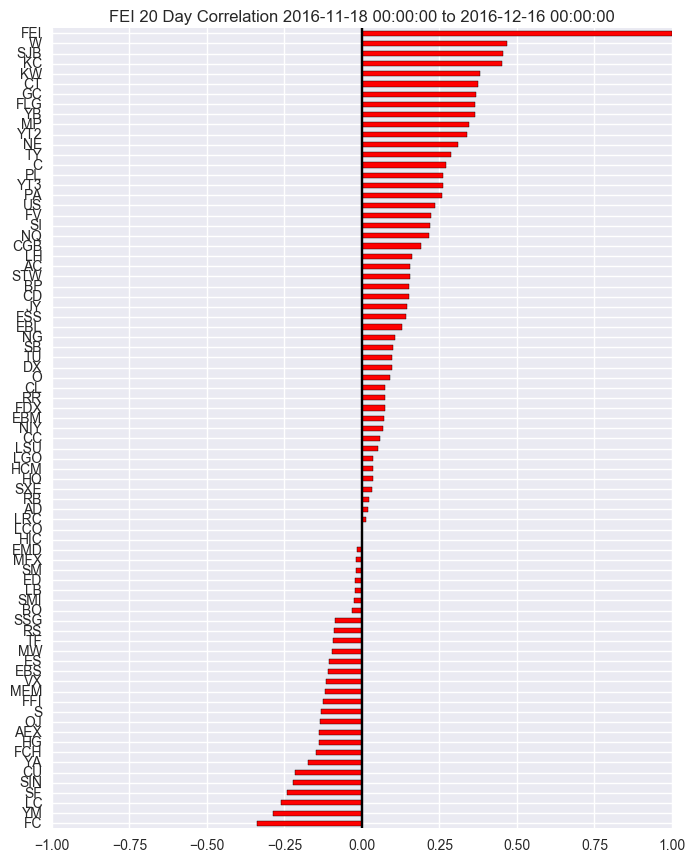 FEI 20 Day Correlation 2016-11-18 00:00:00 to 2016-12-16 00:00:00
FEI
W
SJB
KC
KW
CT
GC
FLG
YB
MP
YT2
NE
TY
C
PL
YT3
PA
US
FV
SI
NQ
CGB
LH
AC
STW
BP
CD
JY
FSS
EBL
NG
SB
TU
DX
O
CL
RR
FDX
EBM
NIY
CC
LSU
LGO
HCM
HO
SXE
RB
AD
LRC
LCO
HIC
EMD
MFX
SM
ED
LB
SMI
BO
SSG
RS
TF
MW
ES
EBS
VX
MEM
FFI
S
OJ
AEX
HG
FCH
YA
CU
SIN
SF
LC
YM
FC
−1.00 −0.75 −0.50 −0.25 0.00 0.25 0.50 0.75 1.00